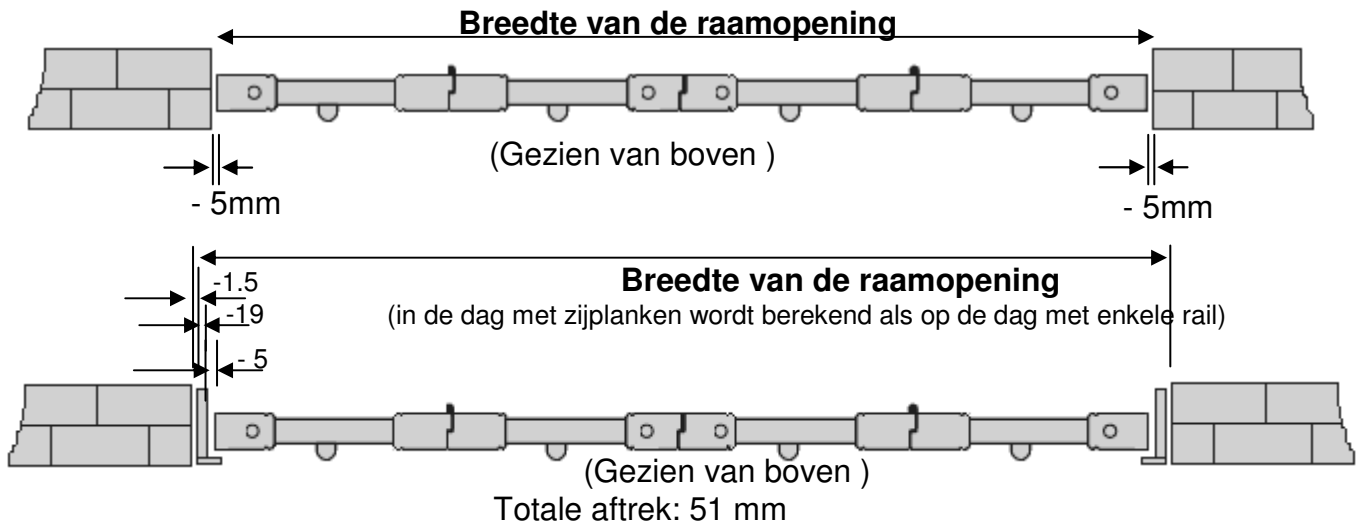 Breedte van de raamopening
(Gezien van boven )
- 5mm
- 5mm
Breedte van de raamopening
(in de dag met zijplanken wordt berekend als op de dag met enkele rail)
-1.5
-19
- 5
(Gezien van boven )
Totale aftrek: 51 mm